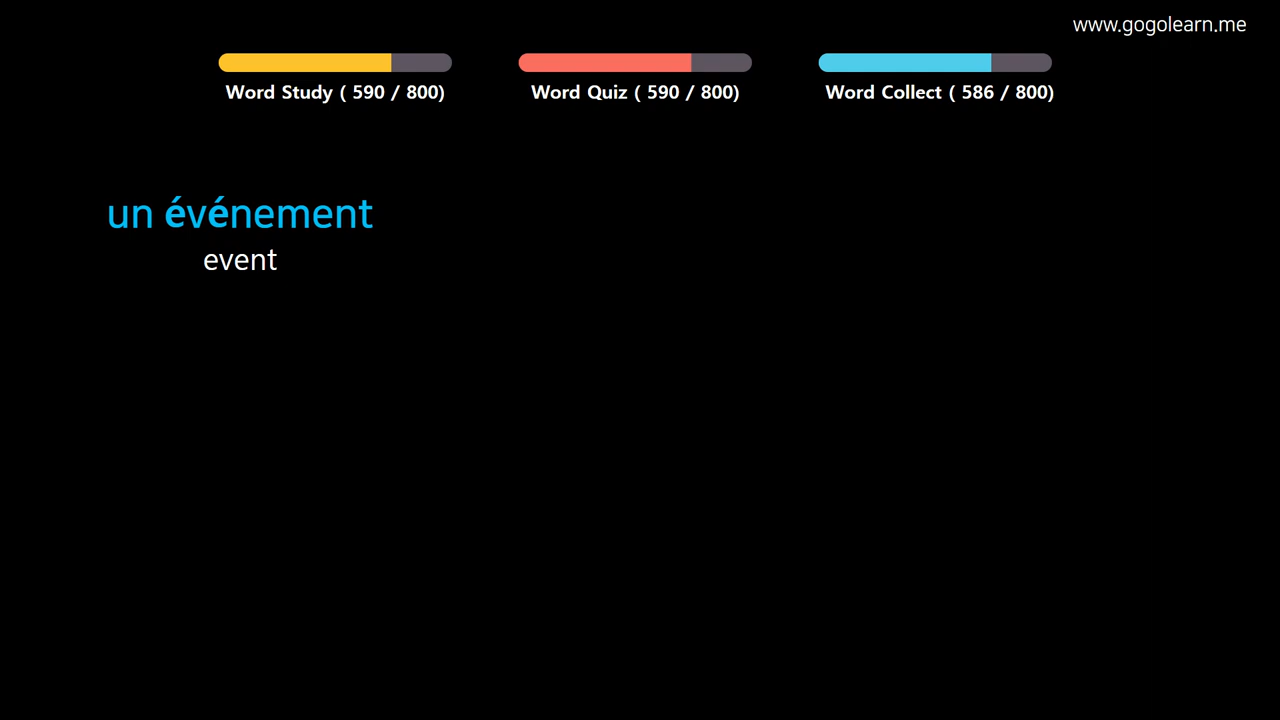 www.gogolearn.me
Word Study ( 590 / 800)
Word Quiz ( 590 / 800)
Word Collect ( 586 / 800)
un événement
event